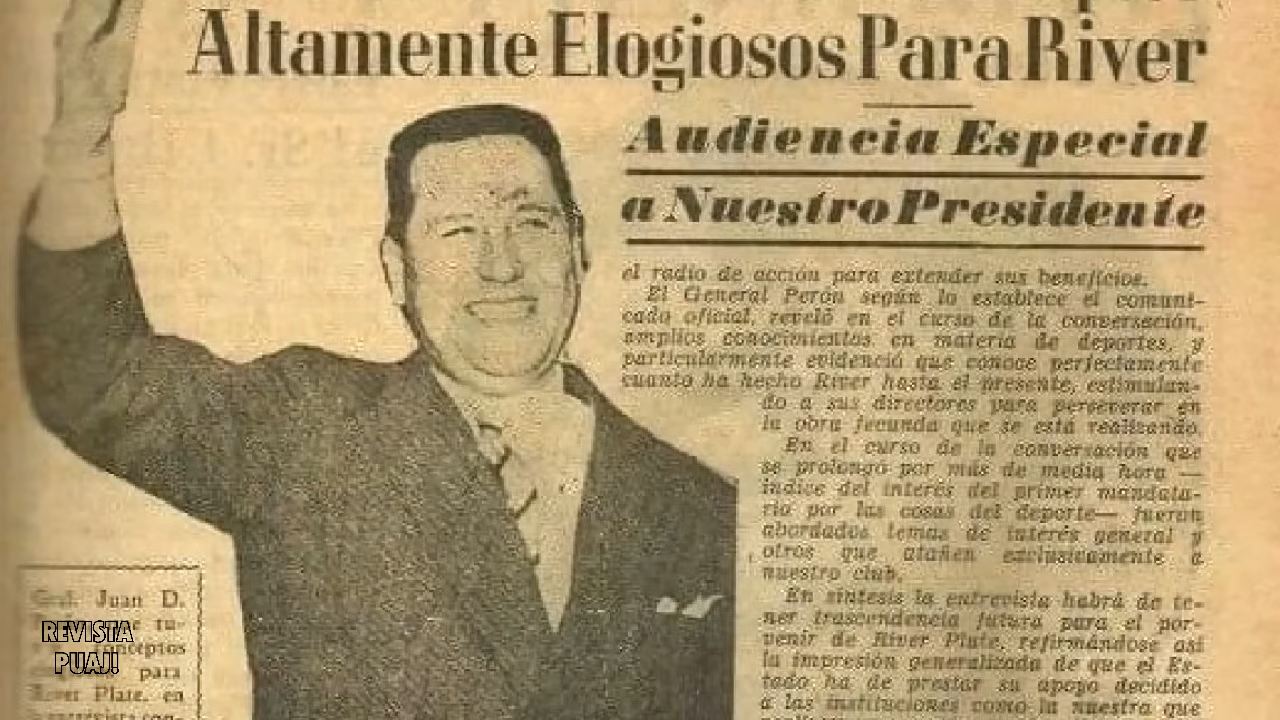 Altamente Elogiosos Para River
Audiencia Especial
a Nuestro Presidente
el radio de acción para extender sus beneficios.
El General Perón según lo establece el comuni-
cado oficial, reveló en el curso de la conversación,
amplios conocimientos en materia de deportes, y
particularmente evidenció que conoce perfectamente
cuanto ha hecho River hasta el presente, estimulan-
do a sus directores para perseverar en
la obra fecunda que se está realizando.
En el curso de la conversación que
se prolongó por más de media hora —
índice del interés del primer mandata-
rio por las cosas del deporte— fueron
abordados temas de interés general y
otros que atañen exclusivamente a
nuestro club.
En síntesis la entrevista habrá de te-
ner trascendencia futura para el por-
venir de River Plate, refirmándose así
la impresión generalizada de que el Es-
tado ha de prestar su apoyo decidido
a las instituciones como la nuestra que
Gral. Juan D.
tu-
conceptos
para
River Plate, en
REVISTA
PUAJ!